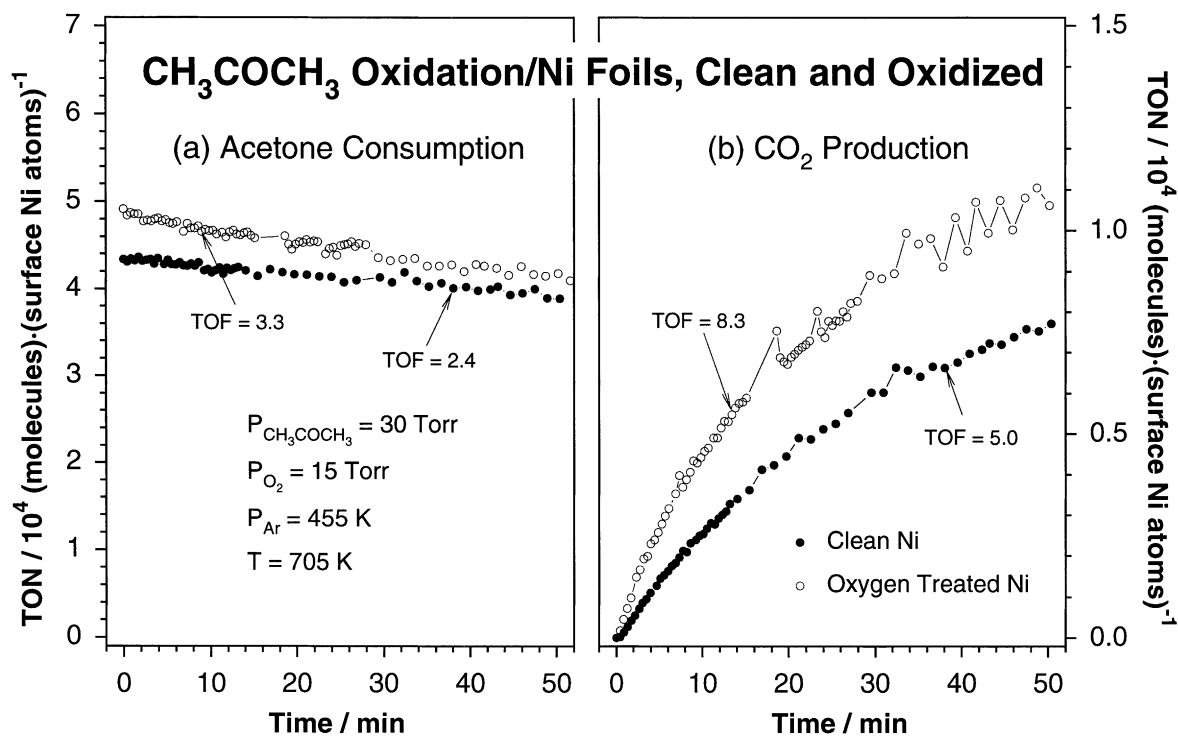 CH3COCH3 Oxidation/Ni Foils, Clean and Oxidized
(a) Acetone Consumption
TON / 10^4 (molecules)·(surface Ni atoms)^-1
7
6
5
4
3
2
1
0
TOF = 3.3
TOF = 2.4
P_CH3COCH3 = 30 Torr
P_O2 = 15 Torr
P_Ar = 455 K
T = 705 K
0 10 20 30 40 50
Time / min
(b) CO2 Production
TOF = 8.3
TOF = 5.0
Clean Ni
Oxygen Treated Ni
0 10 20 30 40 50
Time / min
1.5
1.0
0.5
0.0
TON / 10^4 (molecules)·(surface Ni atoms)^-1